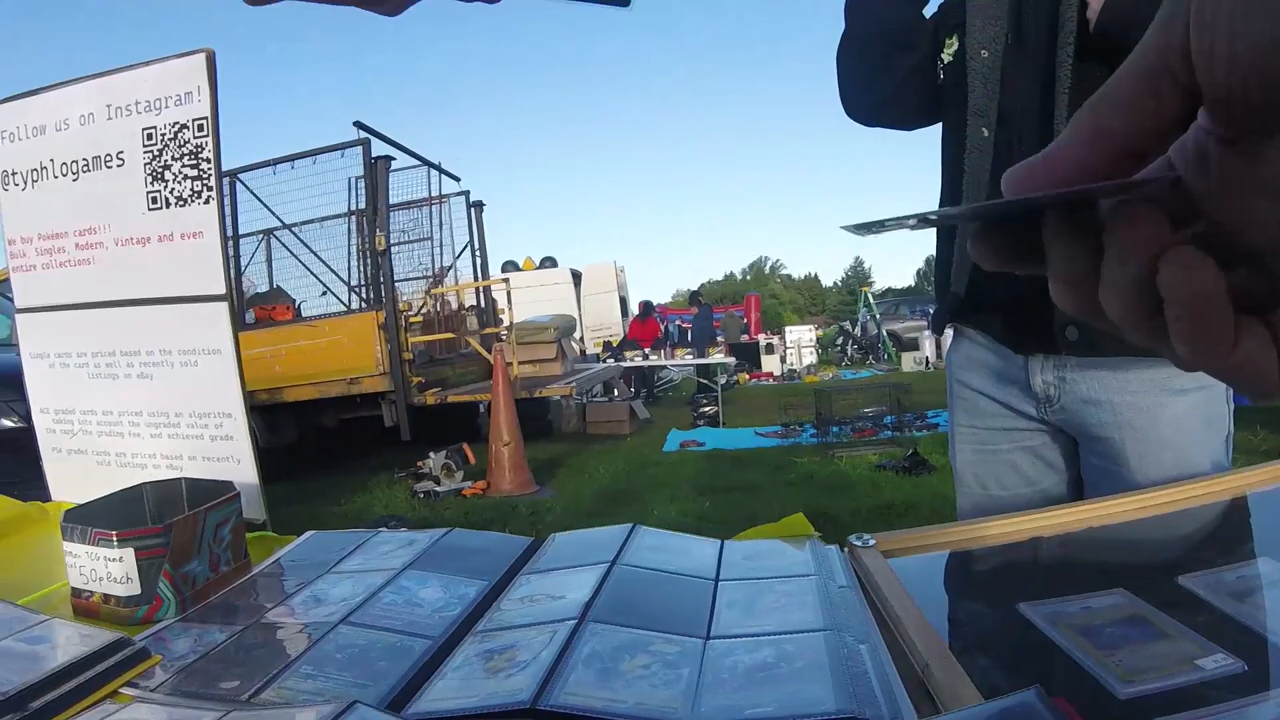 Follow us on Instagram!
@typhlogames
We buy Pokémon cards!!!
Bulk, Singles, Modern, Vintage and even
entire collections!
Single cards are priced based on the condition
of the card as well as recently sold
listings on eBay
ACE graded cards are priced using an algorithm,
taking into account the ungraded value of
the card, the grading fee, and achieved grade.
PSA graded cards are priced based on recently
sold listings on eBay
TCG game
50p each